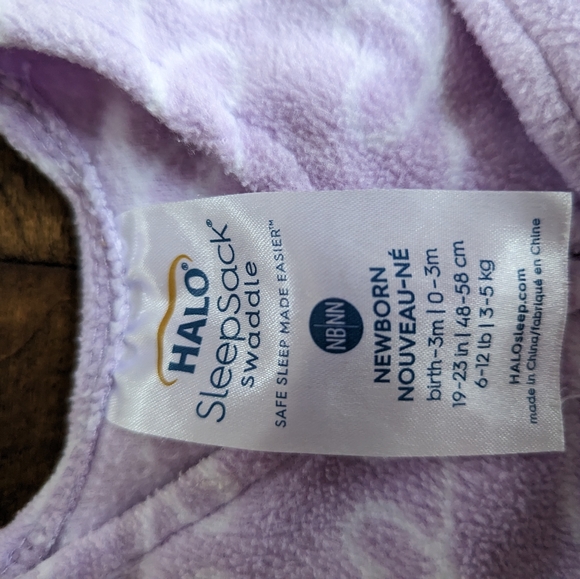 HALO®
SleepSack®
swaddle
SAFE SLEEP MADE EASIER™
NB|NN
NEWBORN
NOUVEAU-NÉ
birth-3m | 0-3m
19-23 in | 48-58 cm
6-12 lb | 3-5 kg
HALOsleep.com
made in China/fabriqué en Chine